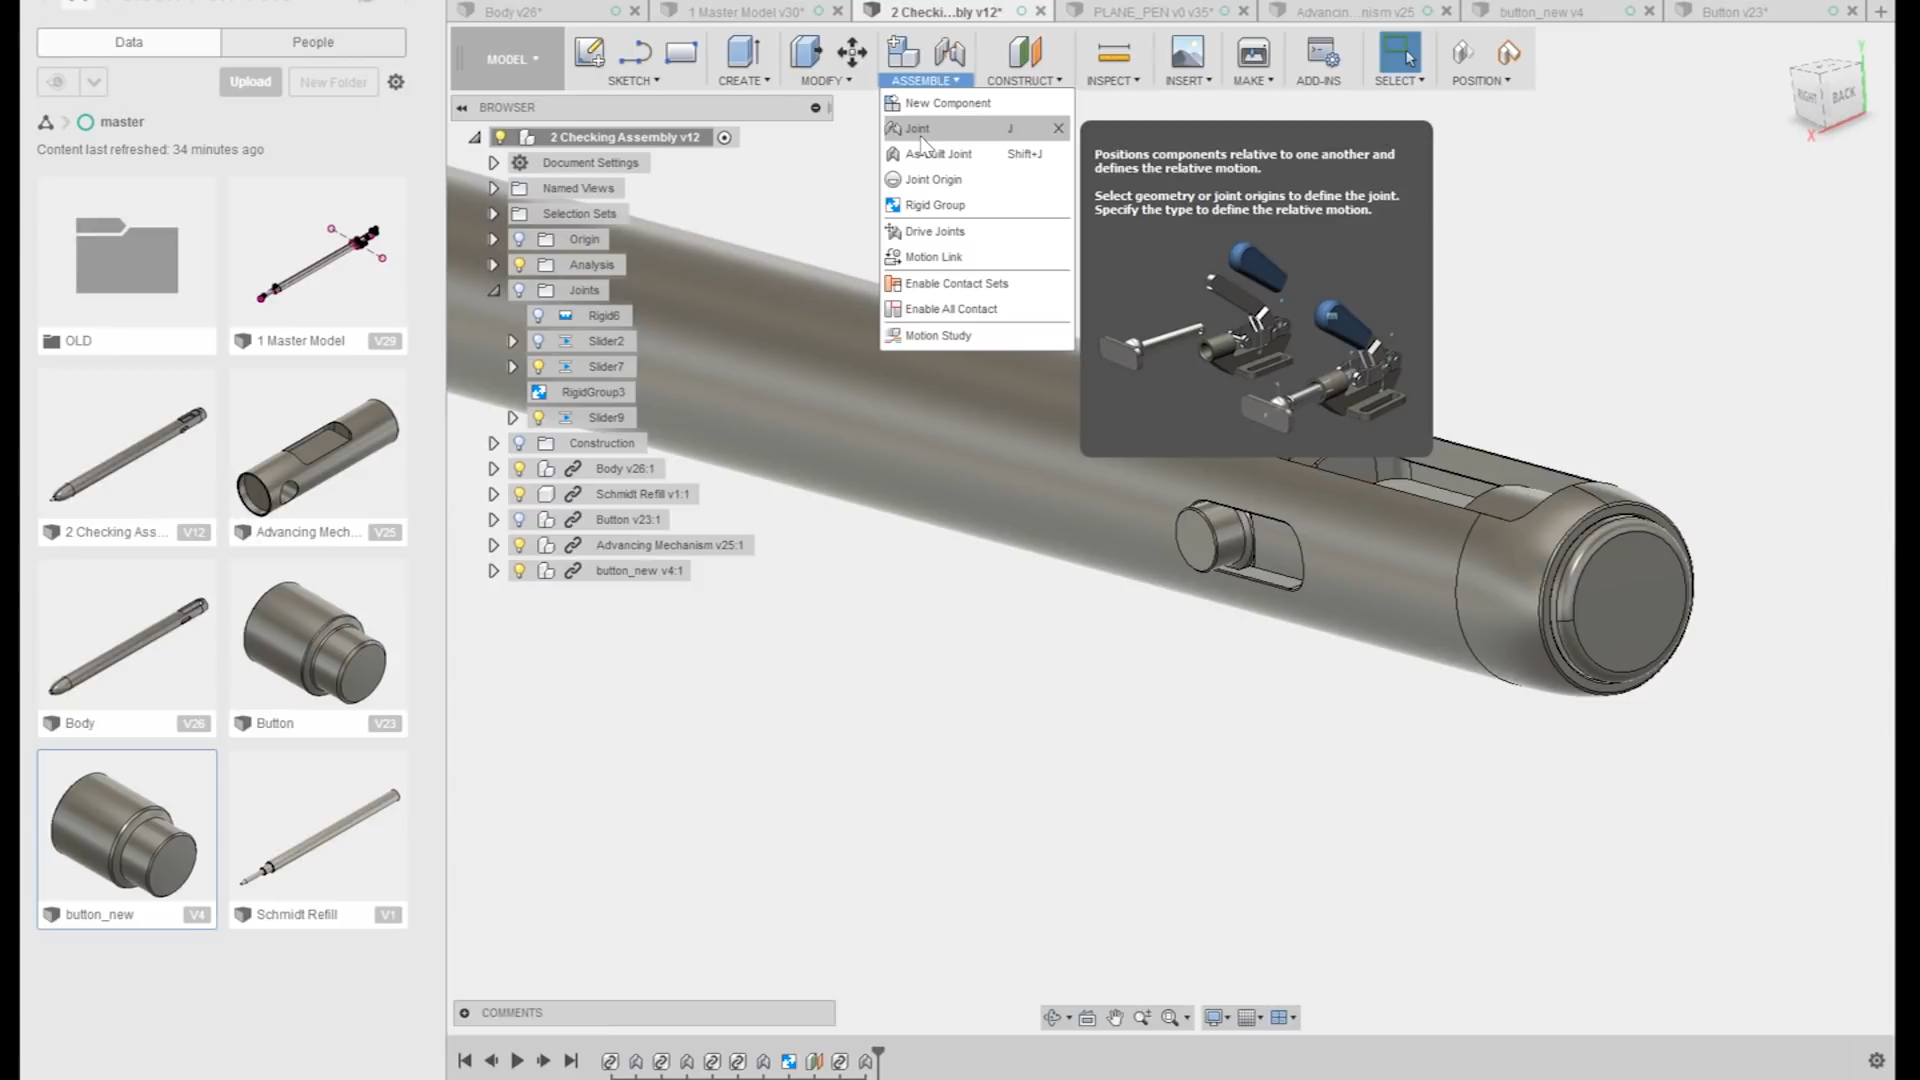 Body v26*
1 Master Model v30*
2 Checki...bly v12*
PLANE_PEN v0 v35*
Advancin...nism v25
button_new v4
Button v23*
Data
People
Upload
New Folder
master
Content last refreshed: 34 minutes ago
OLD
1 Master Model V29
2 Checking Ass... V12
Advancing Mech... V25
Body V26
Button V23
button_new V4
Schmidt Refill V1
MODEL
SKETCH
CREATE
MODIFY
ASSEMBLE
CONSTRUCT
INSPECT
INSERT
MAKE
ADD-INS
SELECT
POSITION
BROWSER
2 Checking Assembly v12
Document Settings
Named Views
Selection Sets
Origin
Analysis
Joints
Rigid6
Slider2
Slider7
RigidGroup3
Slider9
Construction
Body v26:1
Schmidt Refill v1:1
Button v23:1
Advancing Mechanism v25:1
button_new v4:1
New Component
Joint J
Joint Shift+J
Joint Origin
Rigid Group
Drive Joints
Motion Link
Enable Contact Sets
Enable All Contact
Motion Study
Positions components relative to one another and
defines the relative motion.
Select geometry or joint origins to define the joint.
Specify the type to define the relative motion.
RIGHT
BACK
Y
X
COMMENTS